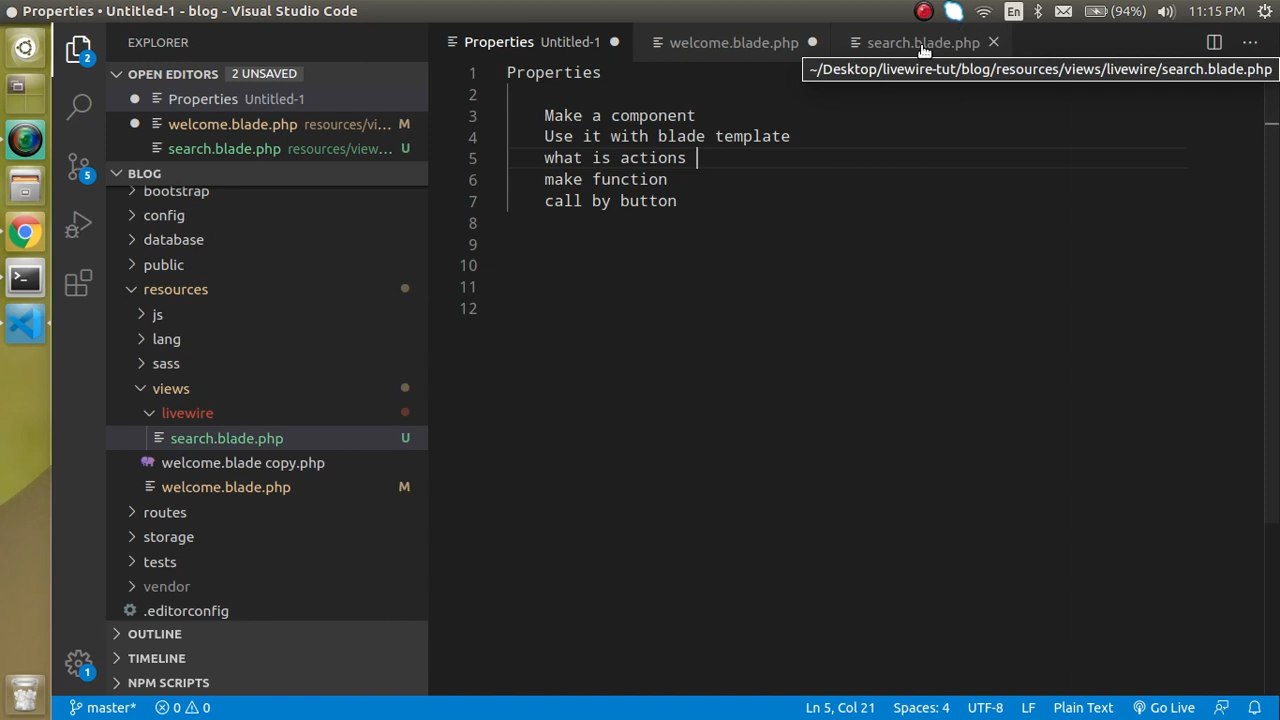 Properties • Untitled-1 - blog - Visual Studio Code
En
(94%)
11:15 PM
EXPLORER
Properties Untitled-1
welcome.blade.php
search.blade.php
~/Desktop/livewire-tut/blog/resources/views/livewire/search.blade.php
OPEN EDITORS 2 UNSAVED
Properties Untitled-1
welcome.blade.php resources/vi... M
search.blade.php resources/view... U
BLOG
bootstrap
config
database
public
resources
js
lang
sass
views
livewire
search.blade.php U
welcome.blade copy.php
welcome.blade.php M
routes
storage
tests
vendor
.editorconfig
OUTLINE
TIMELINE
NPM SCRIPTS
2
5
1
1 Properties
2
3 Make a component
4 Use it with blade template
5 what is actions
6 make function
7 call by button
8
9
10
11
12
master* 0 0 Ln 5, Col 21 Spaces: 4 UTF-8 LF Plain Text Go Live